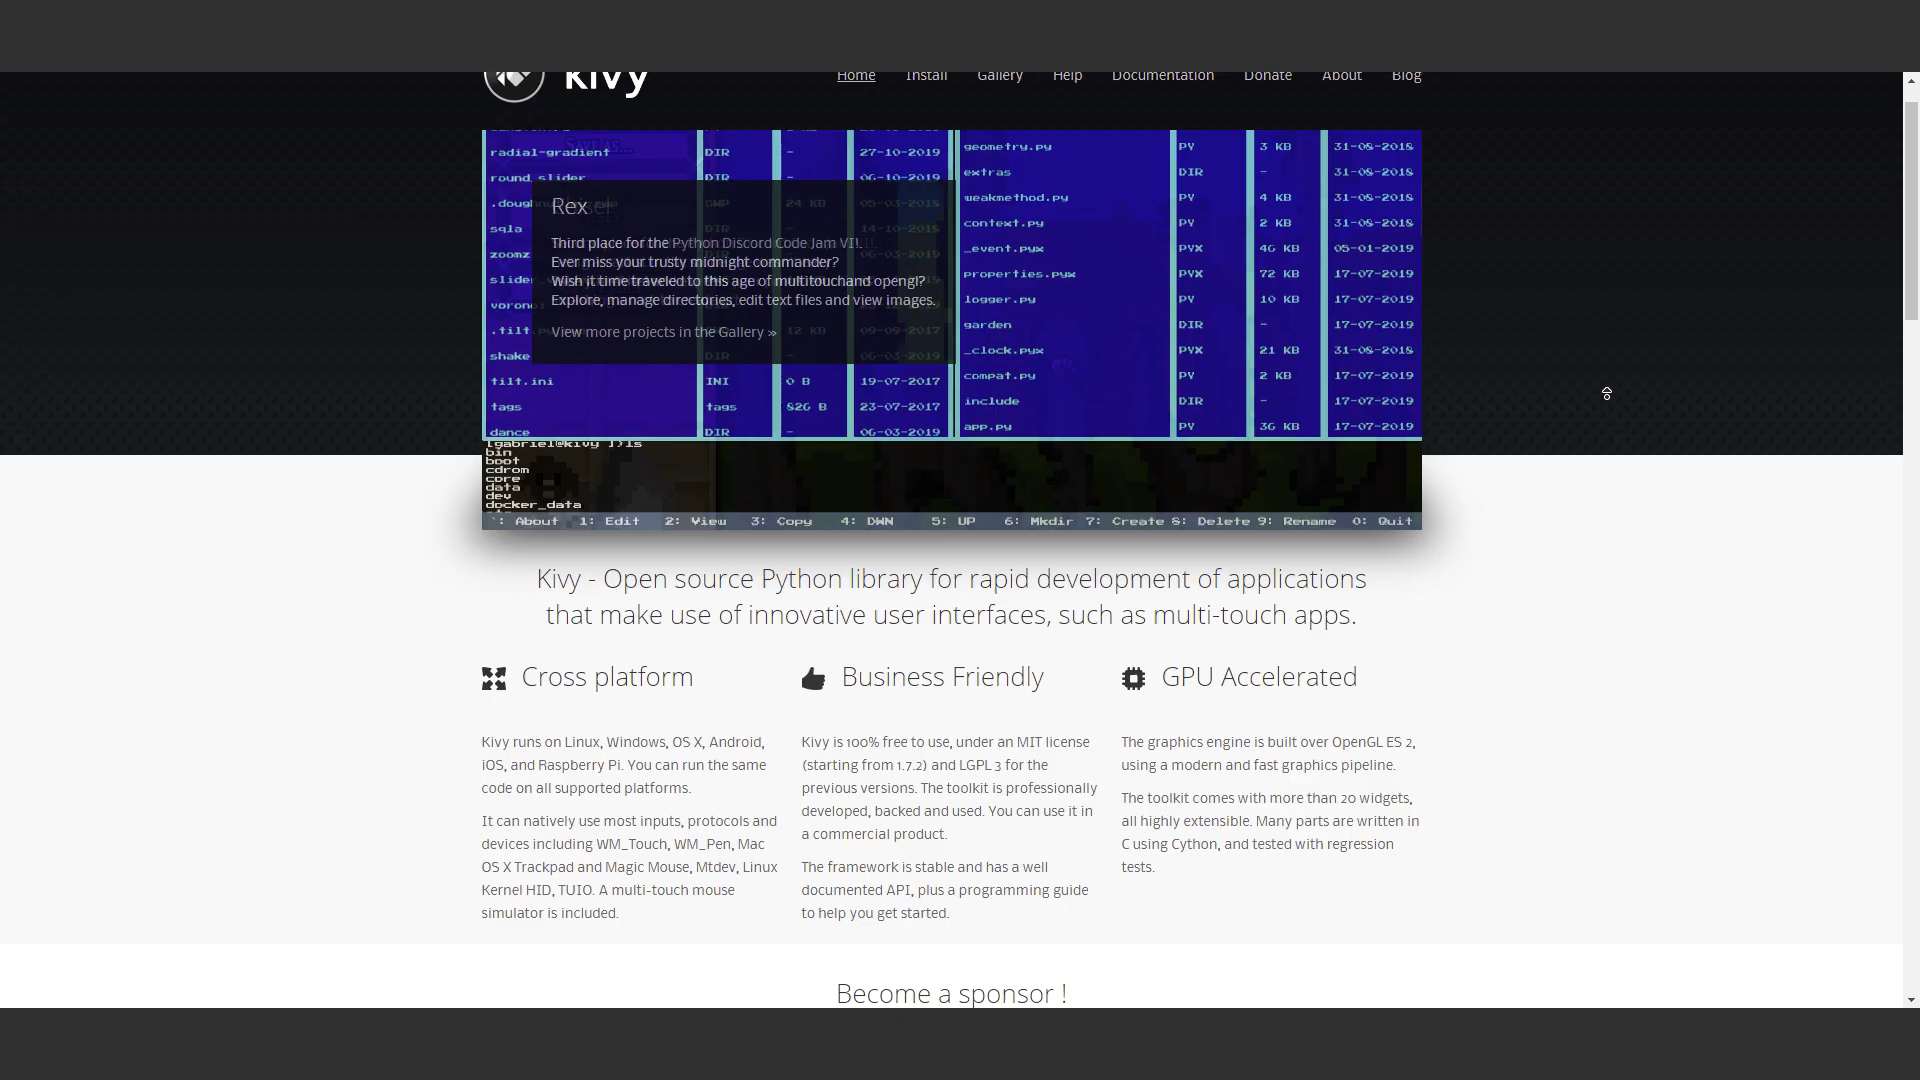 kivy
Home Install Gallery Help Documentation Donate About Blog
radial-gradient DIR - 27-10-2019
round_slider DIR - 06-10-2019
24 KB 05-03-2018
sqla
zoomz
tilt.ini INI 0 B 19-07-2017
tags tags 826 B 23-07-2017
dance DIR - 06-03-2019
geometry.py PY 3 KB 31-08-2018
extras DIR - 31-08-2018
weakmethod.py PY 4 KB 31-08-2018
context.py PY 2 KB 31-08-2018
_event.pyx PYX 46 KB 05-01-2019
properties.pyx PYX 72 KB 17-07-2019
logger.py PY 10 KB 17-07-2019
garden DIR - 17-07-2019
_clock.pyx PYX 21 KB 31-08-2018
compat.py PY 2 KB 17-07-2019
include DIR - 17-07-2019
app.py PY 36 KB 17-07-2019
Rex
Third place for the Python Discord Code Jam VI!.
Ever miss your trusty midnight commander?
Wish it time traveled to this age of multitouch and opengl?
Explore, manage directories, edit text files and view images.
View more projects in the Gallery »
[gabriel@kivy ])ls
bin
boot
cdrom
core
data
dev
docker_data
`: About 1: Edit 2: View 3: Copy 4: DWN 5: UP 6: Mkdir 7: Create 8: Delete 9: Rename 0: Quit
Kivy - Open source Python library for rapid development of applications
that make use of innovative user interfaces, such as multi-touch apps.
Cross platform
Kivy runs on Linux, Windows, OS X, Android,
iOS, and Raspberry Pi. You can run the same
code on all supported platforms.
It can natively use most inputs, protocols and
devices including WM_Touch, WM_Pen, Mac
OS X Trackpad and Magic Mouse, Mtdev, Linux
Kernel HID, TUIO. A multi-touch mouse
simulator is included.
Business Friendly
Kivy is 100% free to use, under an MIT license
(starting from 1.7.2) and LGPL 3 for the
previous versions. The toolkit is professionally
developed, backed and used. You can use it in
a commercial product.
The framework is stable and has a well
documented API, plus a programming guide
to help you get started.
GPU Accelerated
The graphics engine is built over OpenGL ES 2,
using a modern and fast graphics pipeline.
The toolkit comes with more than 20 widgets,
all highly extensible. Many parts are written in
C using Cython, and tested with regression
tests.
Become a sponsor !